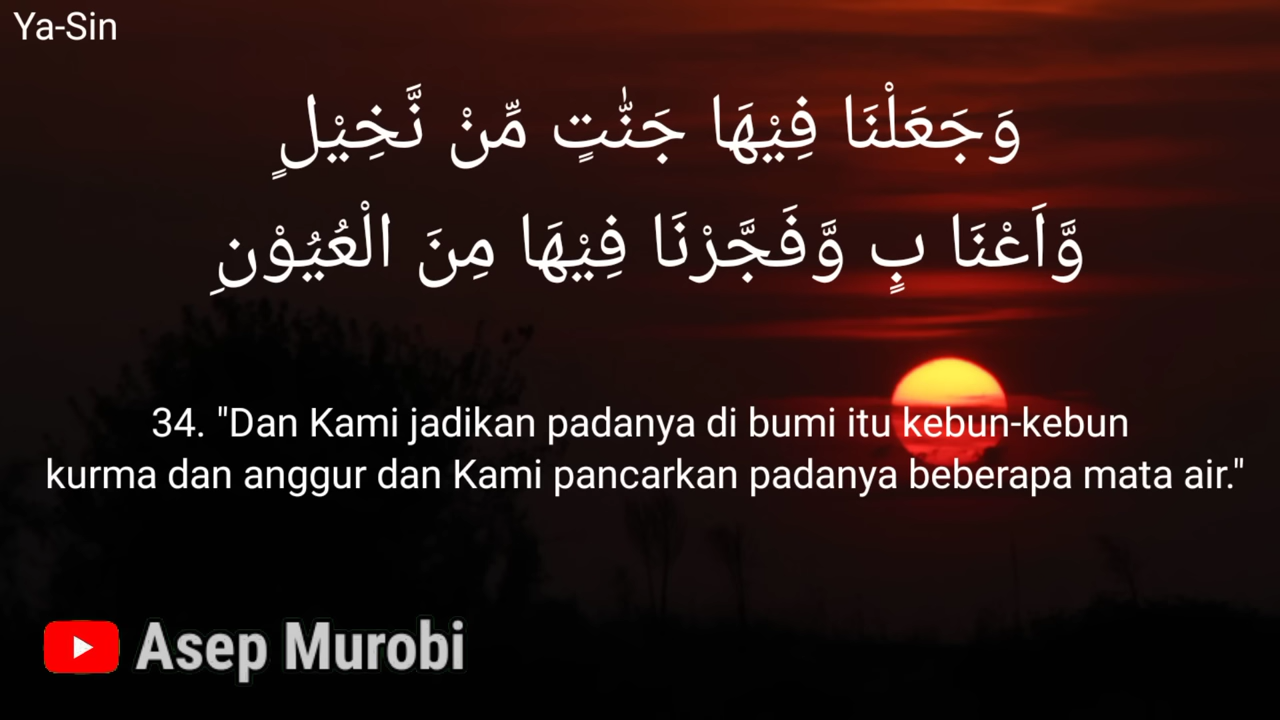 Ya-Sin
وَجَعَلْنَا فِيْهَا جَنّٰتٍ مِّنْ نَّخِيْلٍ
وَّاَعْنَا بٍ وَّفَجَّرْنَا فِيْهَا مِنَ الْعُيُوْنِ
34. "Dan Kami jadikan padanya di bumi itu kebun-kebun
kurma dan anggur dan Kami pancarkan padanya beberapa mata air."
Asep Murobi